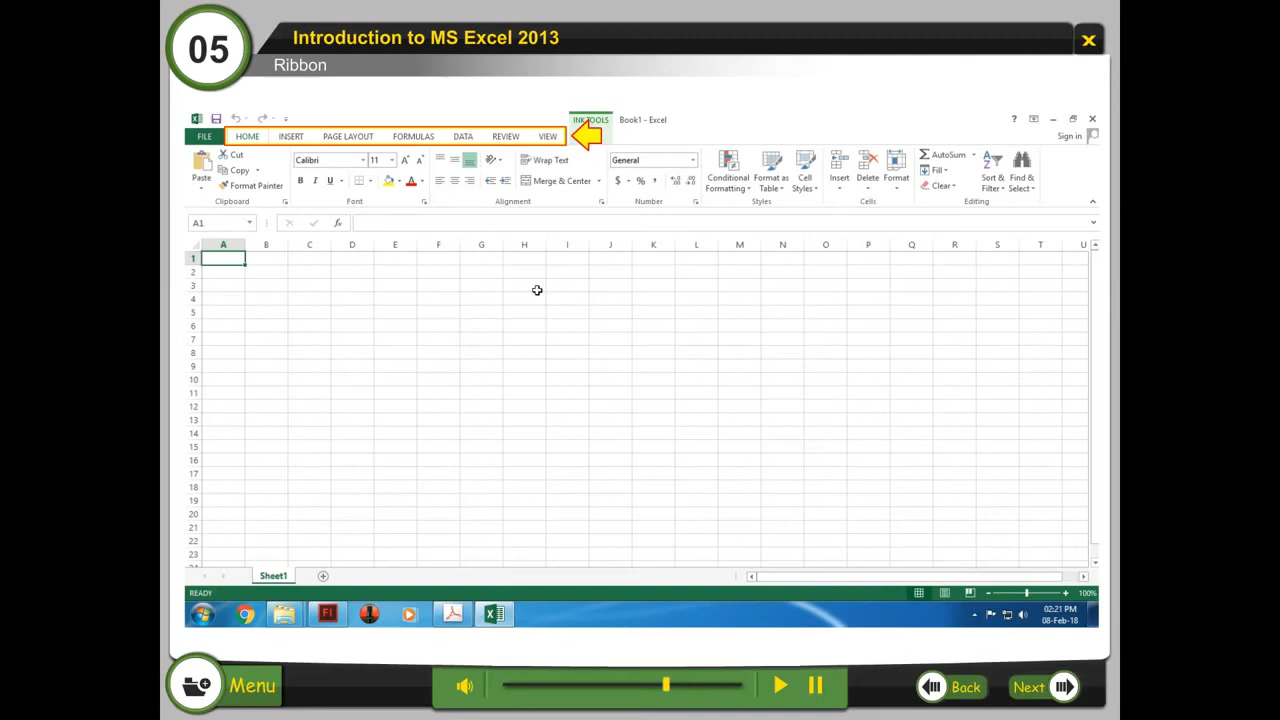 05
Introduction to MS Excel 2013
Ribbon
INK TOOLS
Book1 - Excel
FILE HOME INSERT PAGE LAYOUT FORMULAS DATA REVIEW VIEW
Sign in
Cut
Copy
Format Painter
Paste
Clipboard
Calibri 11
B I U
Font
Wrap Text
Merge & Center
Alignment
General
$ % ,
Number
Conditional Formatting
Format as Table
Cell Styles
Styles
Insert Delete Format
Cells
AutoSum
Fill
Clear
Sort & Filter
Find & Select
Editing
A1
fx
A B C D E F G H I J K L M N O P Q R S T U
1
2
3
4
5
6
7
8
9
10
11
12
13
14
15
16
17
18
19
20
21
22
23
Sheet1
READY
100%
02:21 PM
08-Feb-18
Menu
Back
Next